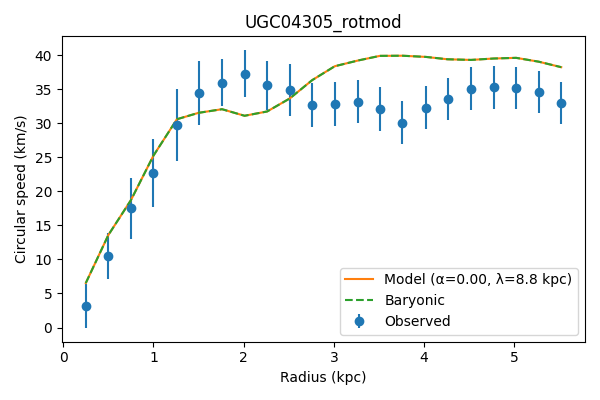 UGC04305_rotmod
Circular speed (km/s)
40
35
30
25
20
15
10
5
0
0
1
2
3
4
5
Radius (kpc)
Model (α=0.00, λ=8.8 kpc)
Baryonic
Observed